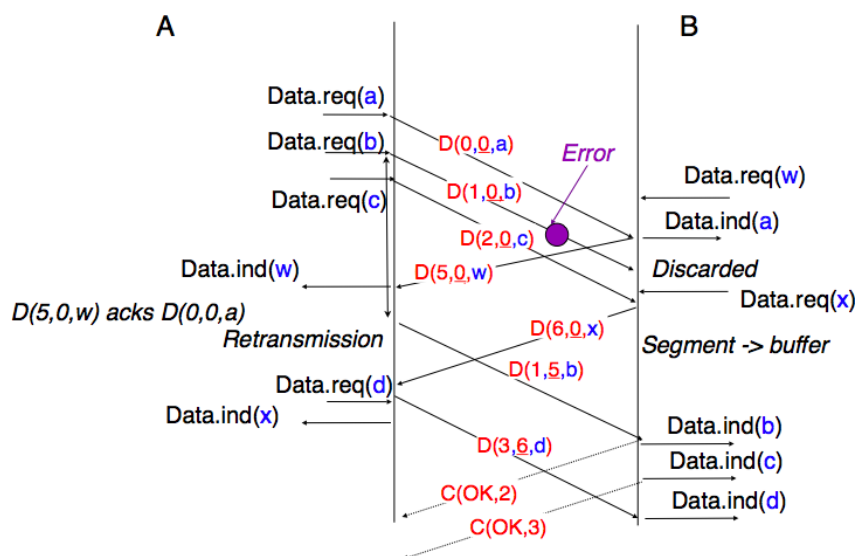 A
B
Data.req(a)
Data.req(b)
D(0,0,a)
Error
Data.req(w)
D(1,0,b)
Data.req(c)
Data.ind(a)
D(2,0,c)
Data.ind(w)
D(5,0,w)
Discarded
Data.req(x)
D(5,0,w) acks D(0,0,a)
Retransmission
D(6,0,x)
Segment -> buffer
D(1,5,b)
Data.req(d)
Data.ind(x)
Data.ind(b)
D(3,6,d)
Data.ind(c)
C(OK,2)
Data.ind(d)
C(OK,3)